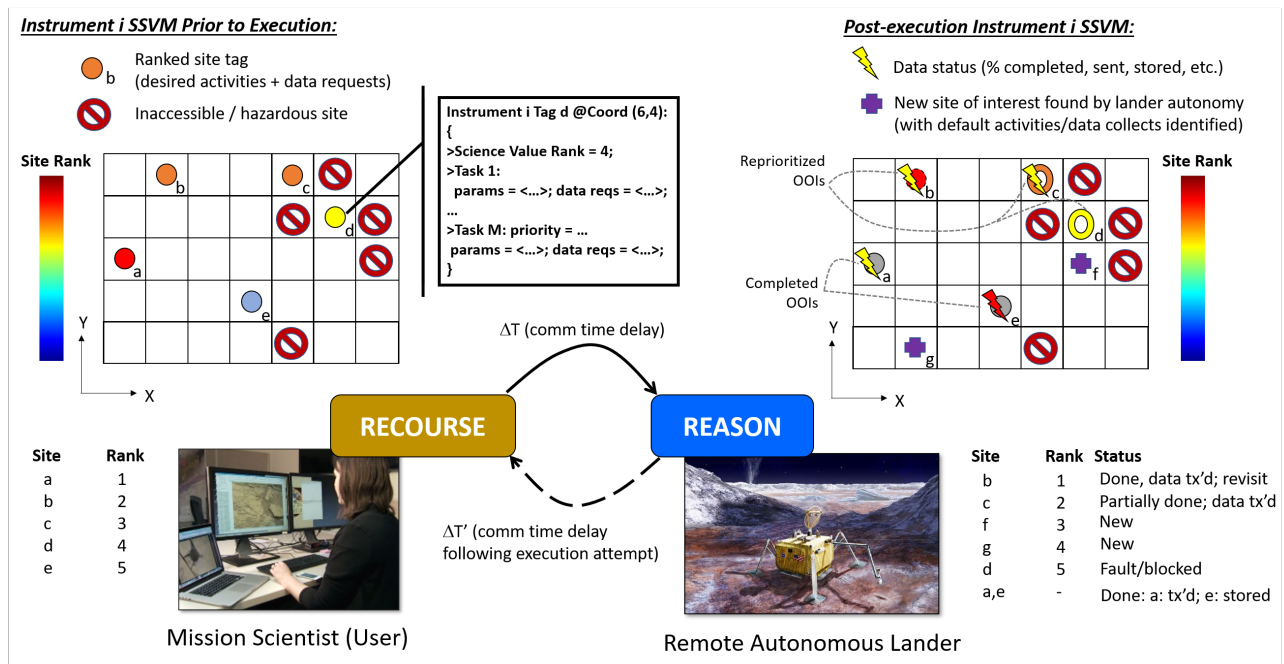 Instrument i SSVM Prior to Execution:
b
Ranked site tag
(desired activities + data requests)
Inaccessible / hazardous site
Site Rank
b
c
d
a
e
Y
X
Instrument i Tag d @Coord (6,4):
{
>Science Value Rank = 4;
>Task 1:
params = <...>; data reqs = <...>;
...
>Task M: priority = ...
params = <...>; data reqs = <...>;
}
Post-execution Instrument i SSVM:
Data status (% completed, sent, stored, etc.)
New site of interest found by lander autonomy
(with default activities/data collects identified)
Reprioritized
OOIs
Completed
OOIs
Site Rank
b
c
d
a
f
e
g
Y
X
ΔT (comm time delay)
RECOURSE
REASON
ΔT’ (comm time delay
following execution attempt)
Site Rank
a 1
b 2
c 3
d 4
e 5
Mission Scientist (User)
Remote Autonomous Lander
Site Rank Status
b 1 Done, data tx’d; revisit
c 2 Partially done; data tx’d
f 3 New
g 4 New
d 5 Fault/blocked
a,e - Done: a: tx’d; e: stored